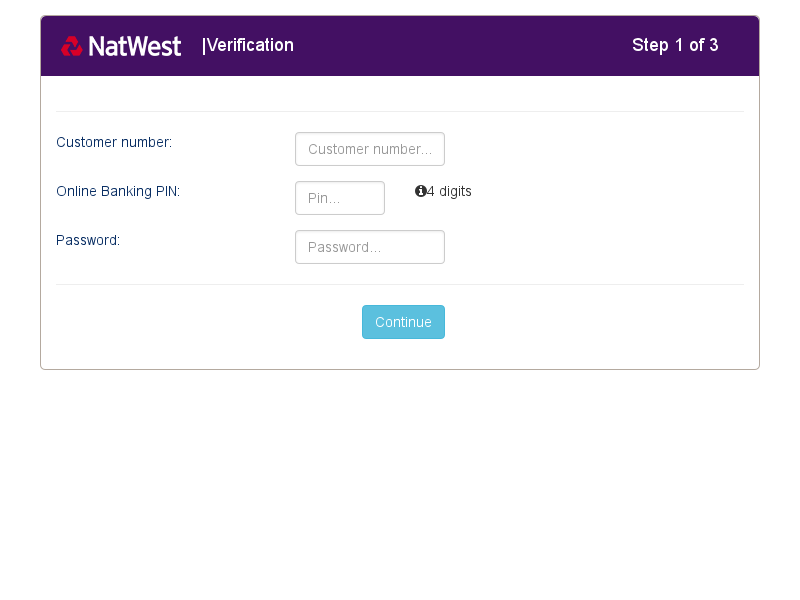 NatWest |Verification Step 1 of 3
Customer number: Customer number...
Online Banking PIN: Pin... 4 digits
Password: Password...
Continue